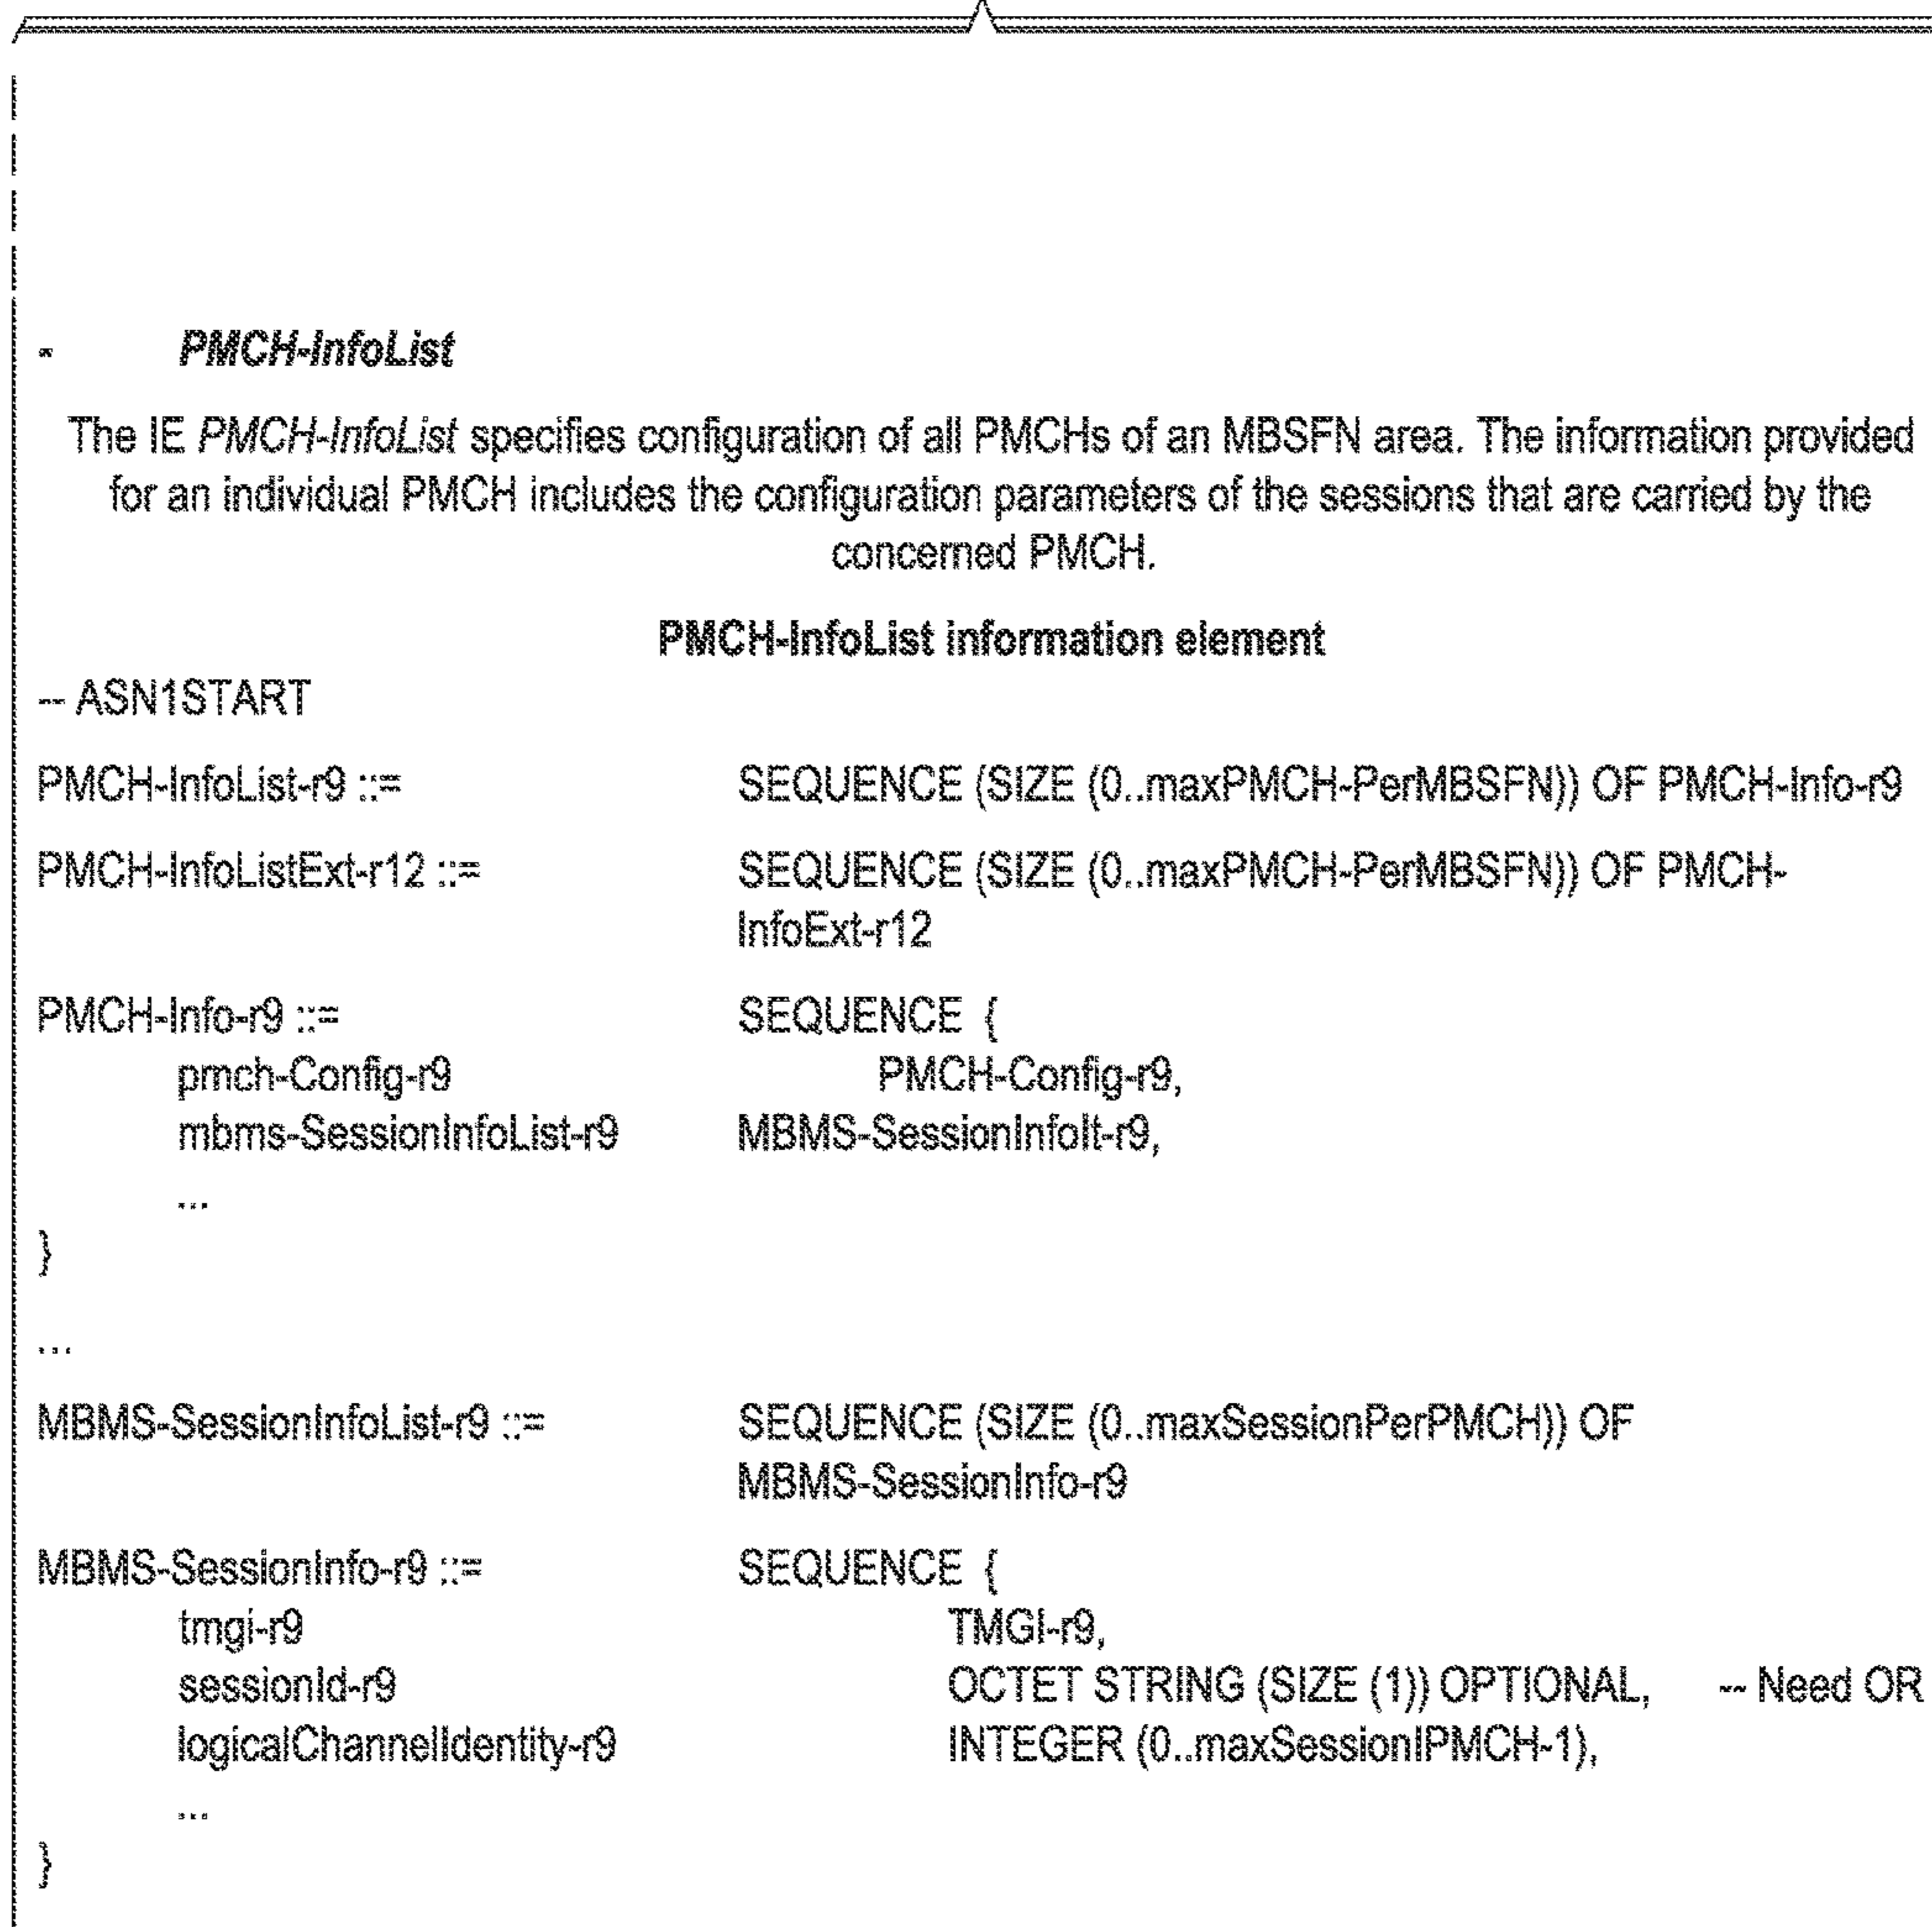 - PMCH-InfoList
The IE PMCH-InfoList specifies configuration of all PMCHs of an MBSFN area. The information provided
for an individual PMCH includes the configuration parameters of the sessions that are carried by the
concerned PMCH.
PMCH-InfoList information element
-- ASN1START
PMCH-InfoList-r9 ::= SEQUENCE (SIZE (0..maxPMCH-PerMBSFN)) OF PMCH-Info-r9
PMCH-InfoListExt-r12 ::= SEQUENCE (SIZE (0..maxPMCH-PerMBSFN)) OF PMCH-
InfoExt-r12
PMCH-Info-r9 ::= SEQUENCE {
pmch-Config-r9 PMCH-Config-r9,
mbms-SessionInfoList-r9 MBMS-SessionInfoIt-r9,
...
}
...
MBMS-SessionInfoList-r9 ::= SEQUENCE (SIZE (0..maxSessionPerPMCH)) OF
MBMS-SessionInfo-r9
MBMS-SessionInfo-r9 ::= SEQUENCE {
tmgi-r9 TMGI-r9,
sessionId-r9 OCTET STRING (SIZE (1)) OPTIONAL, -- Need OR
logicalChannelIdentity-r9 INTEGER (0..maxSessionIPMCH-1),
...
}